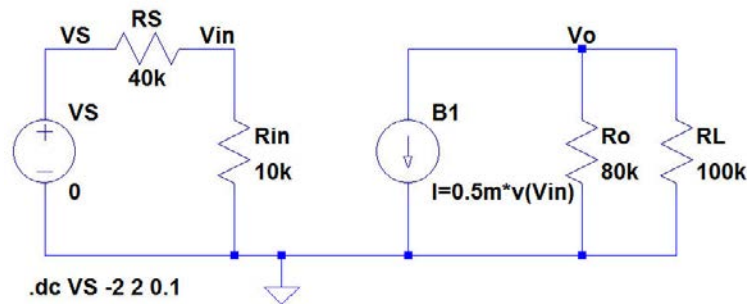 VS
RS
Vin
40k
VS
0
Rin
10k
Vo
B1
I=0.5m*v(Vin)
Ro
80k
RL
100k
.dc VS -2 2 0.1